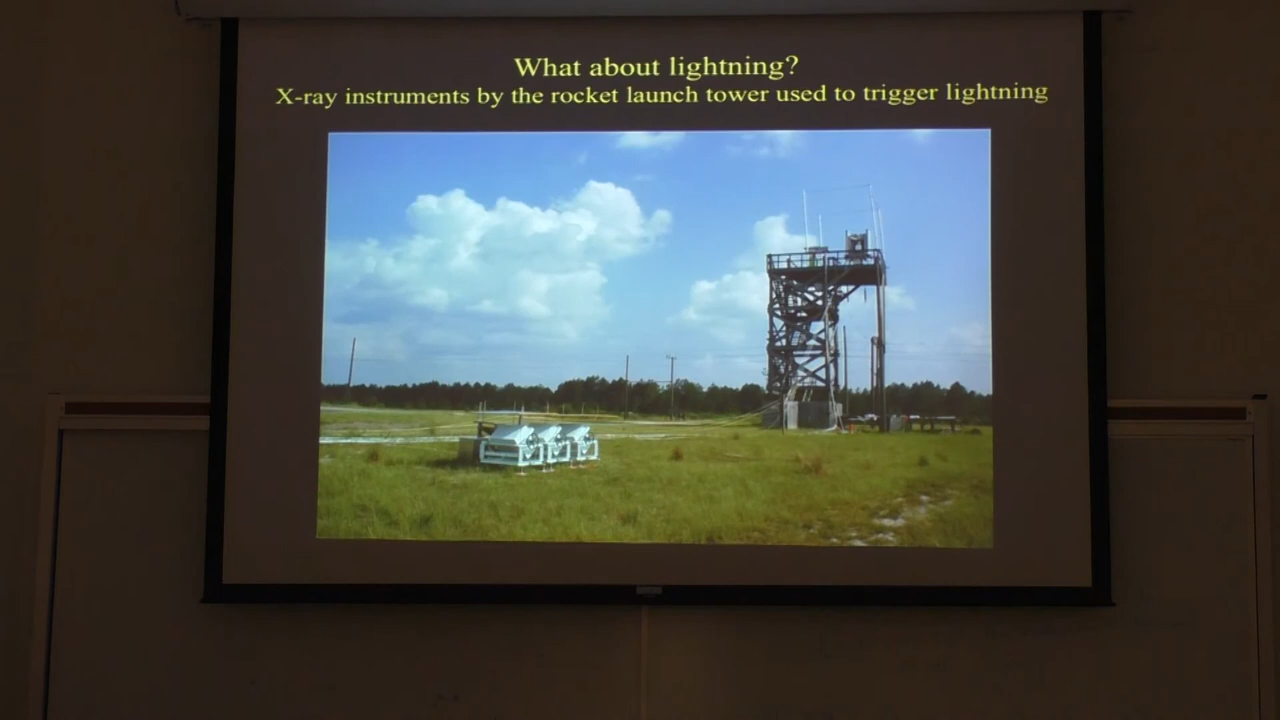 What about lightning?
X-ray instruments by the rocket launch tower used to trigger lightning